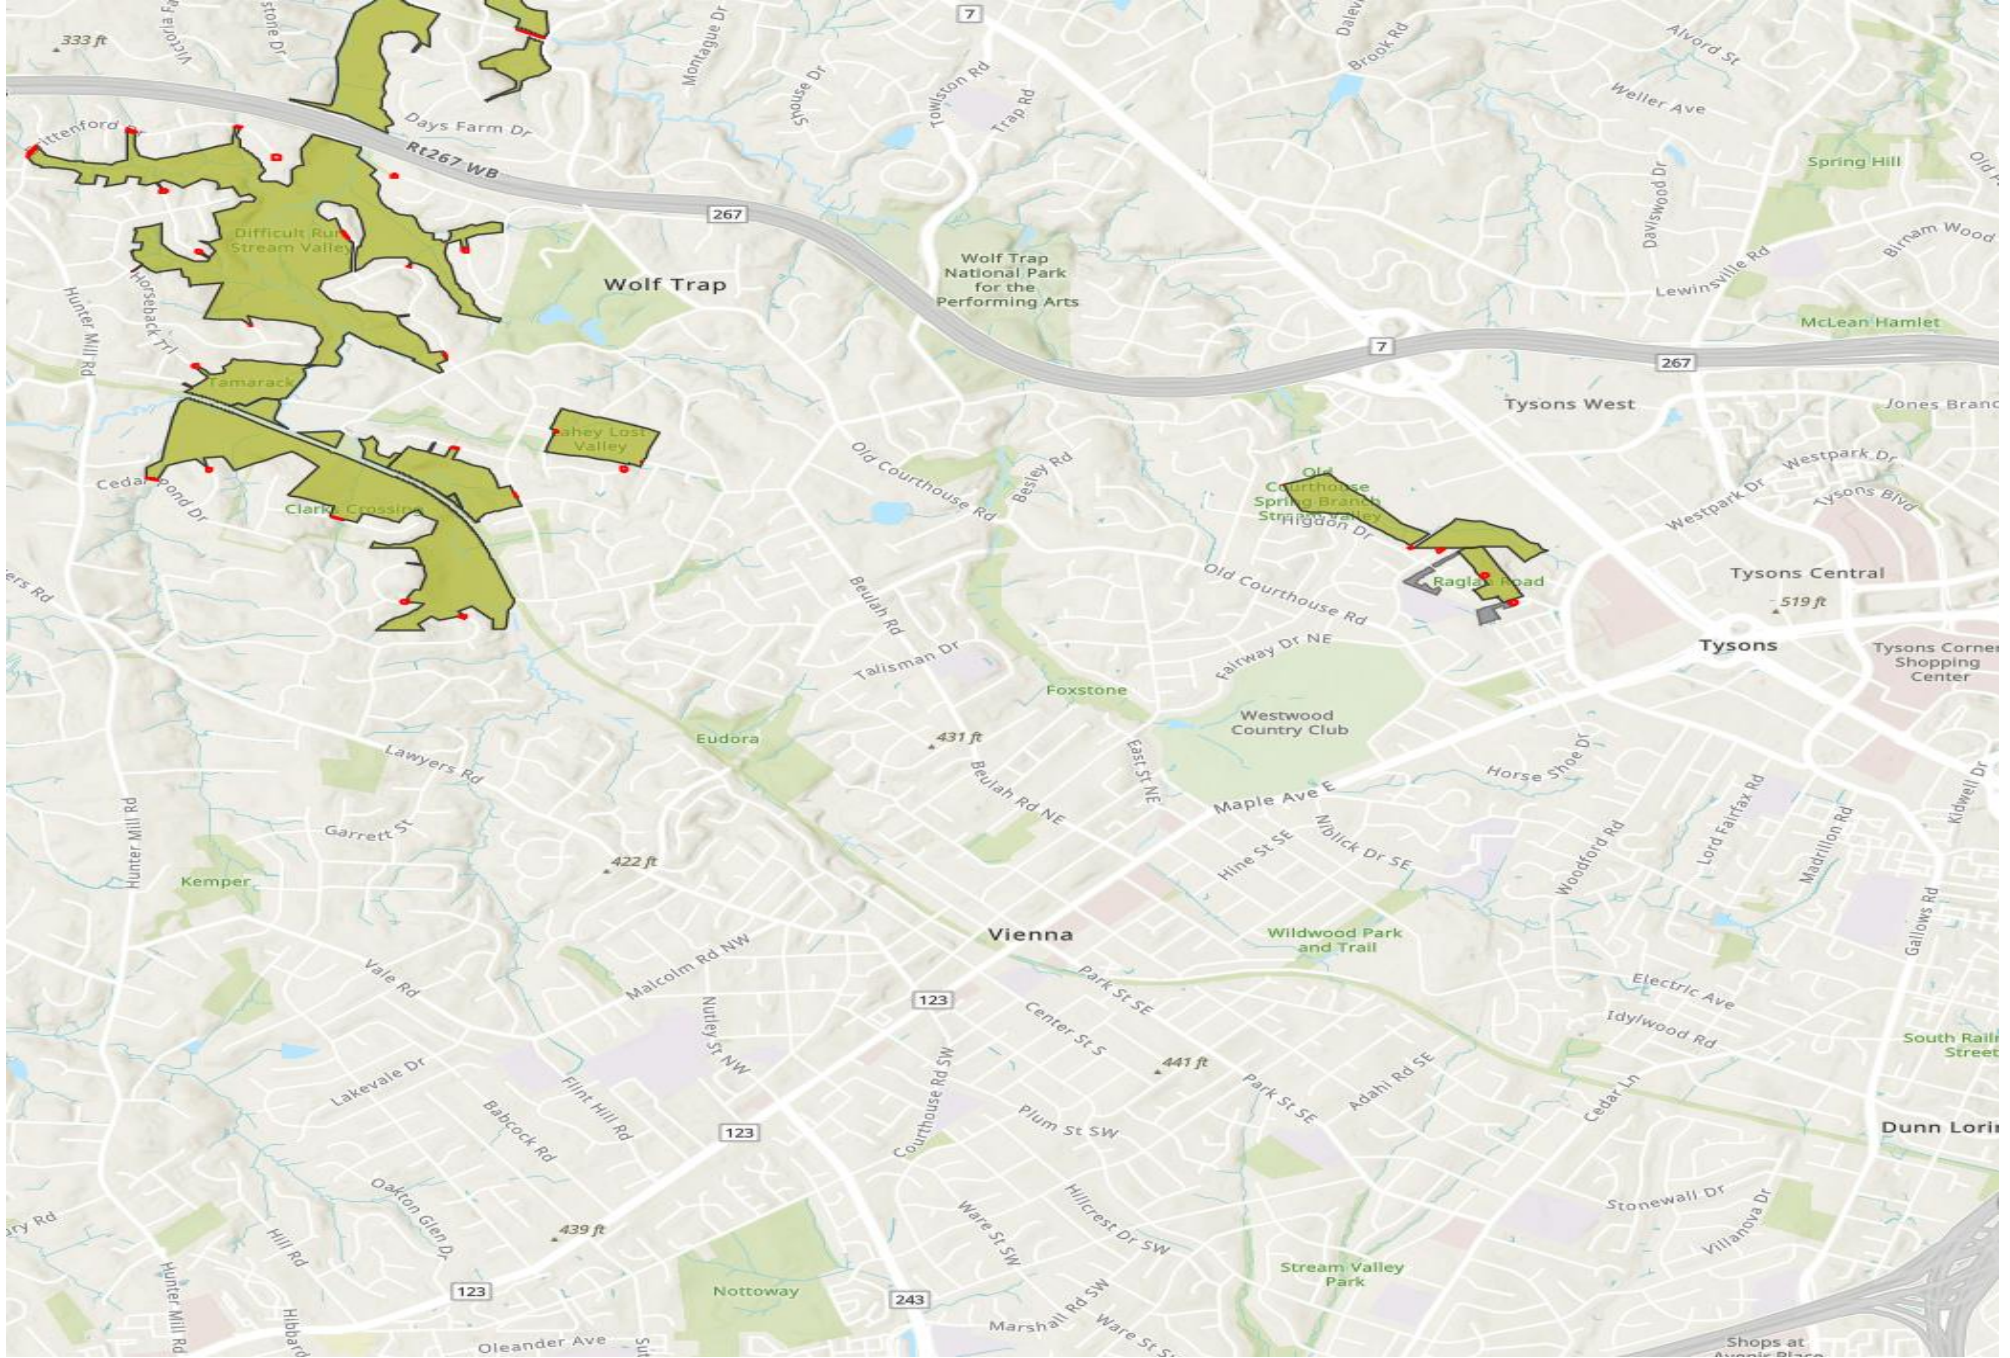 333 ft
Montague Dr
7
Brook Rd
Alvord St
Shouse Dr
Towlston Rd
Trap Rd
Weller Ave
Days Farm Dr
Rt267 WB
Spring Hill
267
Daviswood Dr
Birnam Wood
Difficult Run
Stream Valley
Wolf Trap
Wolf Trap
National Park
for the
Performing Arts
Lewinsville Rd
Horseback Trl
Hunter Mill Rd
McLean Hamlet
7
267
Tamarack
Tysons West
Jones Branc
Lost
Valley
Old Courthouse Rd
Besley Rd
Westpark Dr
Westpark Dr
Tysons Blvd
Cedar Pond Dr
Clarks Crossing
Old
Courthouse
Spring Branch
Stream Valley
Higdon Dr
Old Courthouse Rd
Raglan Road
Tysons Central
519 ft
Beulah Rd
Talisman Dr
Fairway Dr NE
Tysons
Tysons Corner
Shopping
Center
Foxstone
Westwood
Country Club
Eudora
431 ft
Lawyers Rd
East St NE
Horse Shoe Dr
Beulah Rd NE
Maple Ave E
Kidwell Dr
Hunter Mill Rd
Garrett St
Niblick Dr SE
Hine St SE
Woodford Rd
Lord Fairfax Rd
Madrillon Rd
422 ft
Kemper
Gallows Rd
Vienna
Wildwood Park
and Trail
Malcolm Rd NW
Vale Rd
Park St SE
Electric Ave
123
Nutley St NW
Center St S
Idylwood Rd
Street
441 ft
Lakevale Dr
Flint Hill Rd
Courthouse Rd SW
Park St SE
Adahi Rd SE
Cedar Ln
Babcock Rd
123
Plum St SW
Dunn Lorin
Oakton Glen Dr
Hillcrest Dr SW
Stonewall Dr
Villanova Dr
439 ft
Hill Rd
Ware St SW
Stream Valley
Park
Hunter Mill Rd
123
Nottoway
243
Marshall Rd SW
Oleander Ave
Shops at